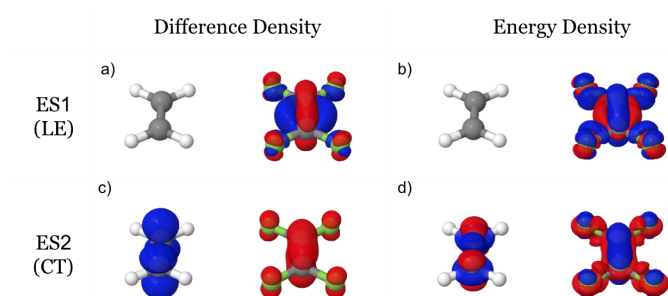 Difference Density
Energy Density
a)
b)
ES1
(LE)
c)
d)
ES2
(CT)